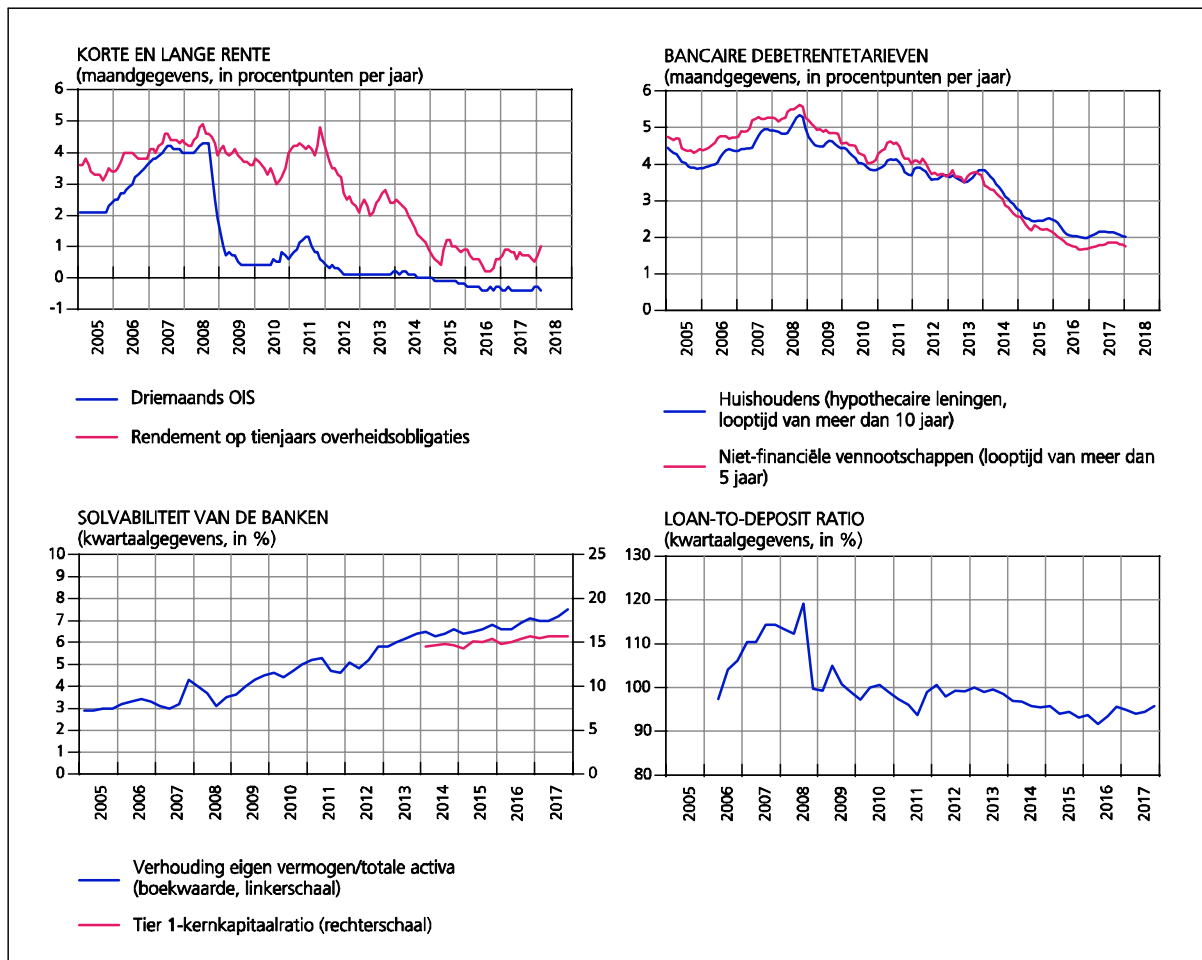 KORTE EN LANGE RENTE
(maandgegevens, in procentpunten per jaar)
6
5
4
3
2
1
0
-1
2005 2006 2007 2008 2009 2010 2011 2012 2013 2014 2015 2016 2017 2018
Driemaands OIS
Rendement op tienjaars overheidsobligaties
BANCAIRE DEBETRENTETARIEVEN
(maandgegevens, in procentpunten per jaar)
6
5
4
3
2
1
0
2005 2006 2007 2008 2009 2010 2011 2012 2013 2014 2015 2016 2017 2018
Huishoudens (hypothecaire leningen,
looptijd van meer dan 10 jaar)
Niet-financiële vennootschappen (looptijd van meer dan
5 jaar)
SOLVABILITEIT VAN DE BANKEN
(kwartaalgegevens, in %)
10
9
8
7
6
5
4
3
2
1
0
25
20
15
10
5
0
2005 2006 2007 2008 2009 2010 2011 2012 2013 2014 2015 2016 2017
Verhouding eigen vermogen/totale activa
(boekwaarde, linkerschaal)
Tier 1-kernkapitaalratio (rechterschaal)
LOAN-TO-DEPOSIT RATIO
(kwartaalgegevens, in %)
130
120
110
100
90
80
2005 2006 2007 2008 2009 2010 2011 2012 2013 2014 2015 2016 2017